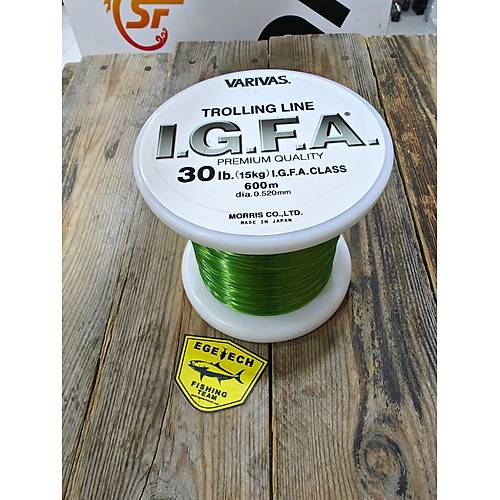 SF
VARIVAS®
TROLLING LINE
I.G.F.A.®
PREMIUM QUALITY
30 lb. (15kg) I.G.F.A. CLASS
600m
dia. 0.520mm
MORRIS CO., LTD.
MADE IN JAPAN
EGETECH
FISHING
TEAM